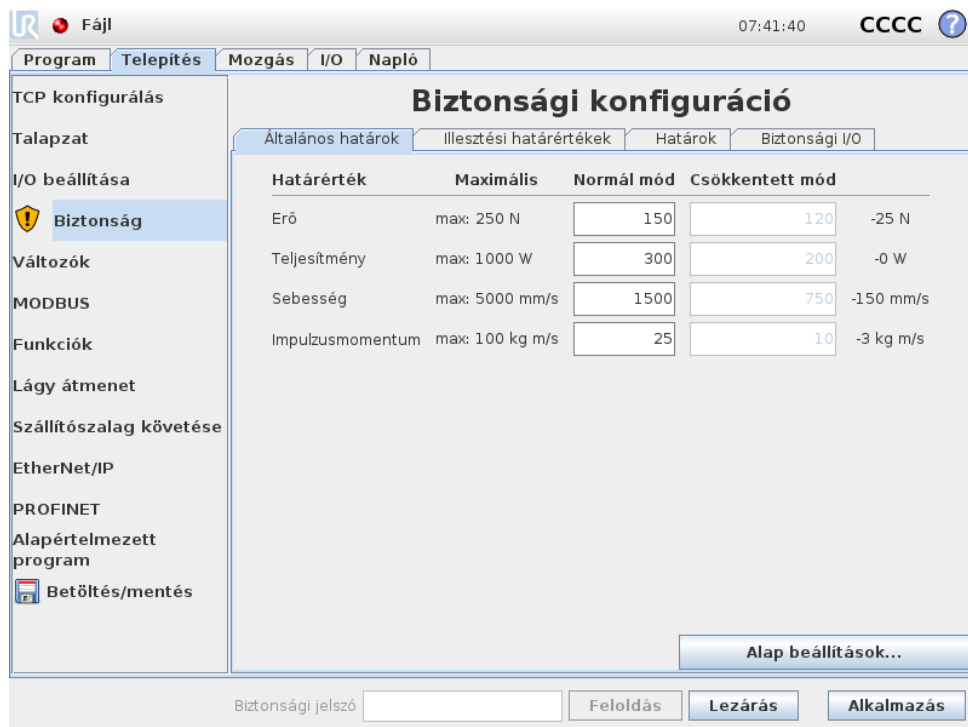 UR Fájl 07:41:40 CCCC ?
Program Telepítés Mozgás I/O Napló
TCP konfigurálás
Talapzat
I/O beállítása
Biztonság
Változók
MODBUS
Funkciók
Lágy átmenet
Szállítószalag követése
EtherNet/IP
PROFINET
Alapértelmezett
program
Betöltés/mentés
Biztonsági konfiguráció
Általános határok Illesztési határértékek Határok Biztonsági I/O
Határérték Maximális Normál mód Csökkentett mód
Erő max: 250 N 150 120 -25 N
Teljesítmény max: 1000 W 300 200 -0 W
Sebesség max: 5000 mm/s 1500 750 -150 mm/s
Impulzusmomentum max: 100 kg m/s 25 10 -3 kg m/s
Alap beállítások...
Biztonsági jelszó Feloldás Lezárás Alkalmazás